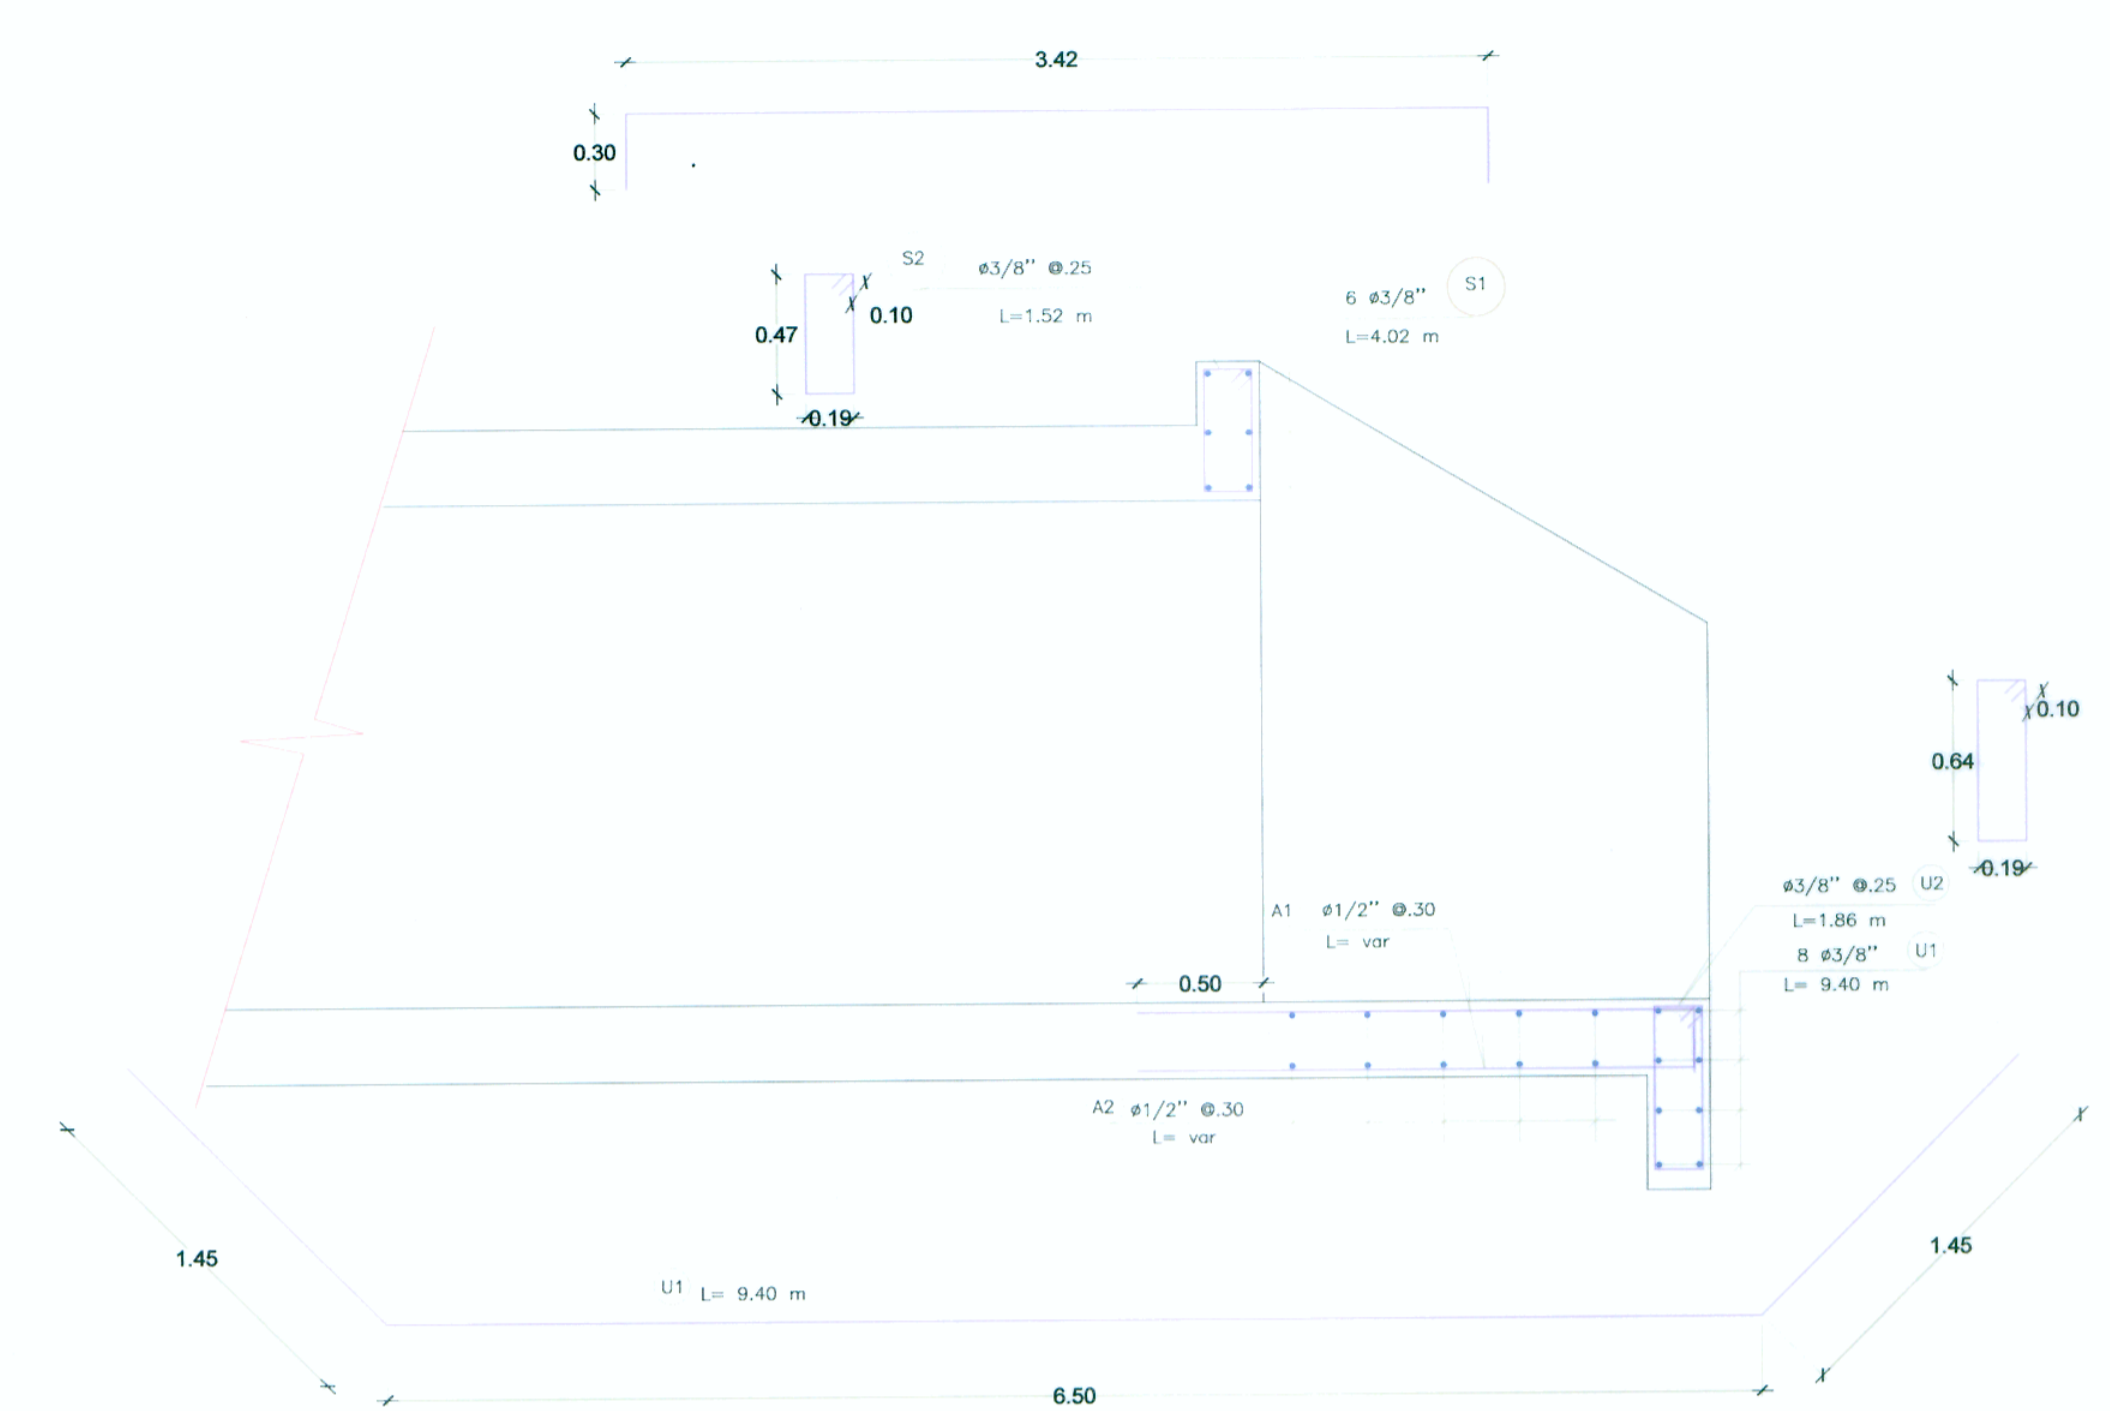 3.42
0.30
S2 ø3/8" @.25
L=1.52 m
0.10
0.47
0.19
6 ø3/8" S1
L=4.02 m
0.10
0.64
0.19
ø3/8" @.25 U2
L=1.86 m
8 ø3/8" U1
L= 9.40 m
A1 ø1/2" @.30
L= var
0.50
A2 ø1/2" @.30
L= var
1.45
1.45
U1 L= 9.40 m
6.50